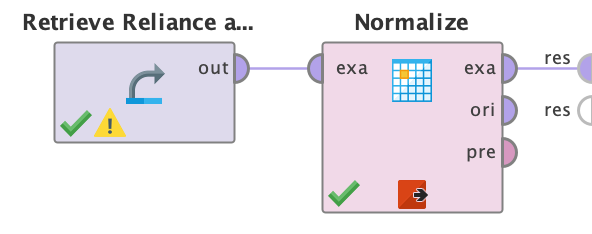 Retrieve Reliance a...
Normalize
out
exa
exa
res
ori
res
pre